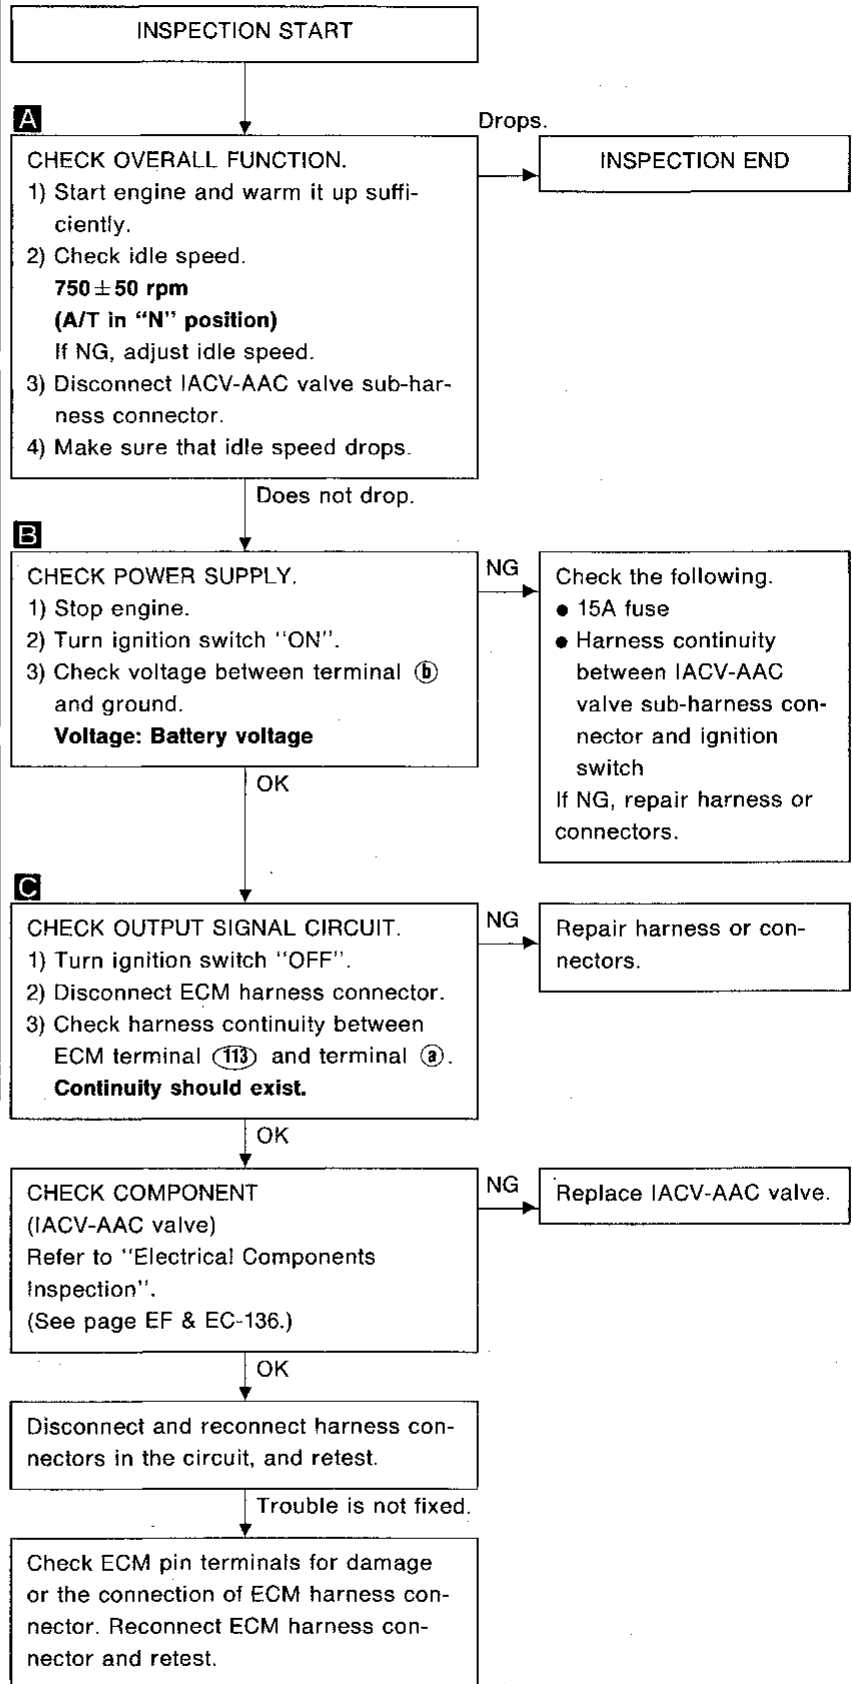 INSPECTION START
A
Drops.
CHECK OVERALL FUNCTION.
1) Start engine and warm it up suffi-
ciently.
2) Check idle speed.
750±50 rpm
(A/T in “N” position)
If NG, adjust idle speed.
3) Disconnect IACV-AAC valve sub-har-
ness connector.
4) Make sure that idle speed drops.
INSPECTION END
Does not drop.
B
CHECK POWER SUPPLY.
1) Stop engine.
2) Turn ignition switch “ON”.
3) Check voltage between terminal ⓑ
and ground.
Voltage: Battery voltage
NG
Check the following.
● 15A fuse
● Harness continuity
between IACV-AAC
valve sub-harness con-
nector and ignition
switch
If NG, repair harness or
connectors.
OK
C
CHECK OUTPUT SIGNAL CIRCUIT.
1) Turn ignition switch “OFF”.
2) Disconnect ECM harness connector.
3) Check harness continuity between
ECM terminal (113) and terminal ⓐ.
Continuity should exist.
NG
Repair harness or con-
nectors.
OK
CHECK COMPONENT
(IACV-AAC valve)
Refer to “Electrical Components
Inspection”.
(See page EF & EC-136.)
NG
Replace IACV-AAC valve.
OK
Disconnect and reconnect harness con-
nectors in the circuit, and retest.
Trouble is not fixed.
Check ECM pin terminals for damage
or the connection of ECM harness con-
nector. Reconnect ECM harness con-
nector and retest.